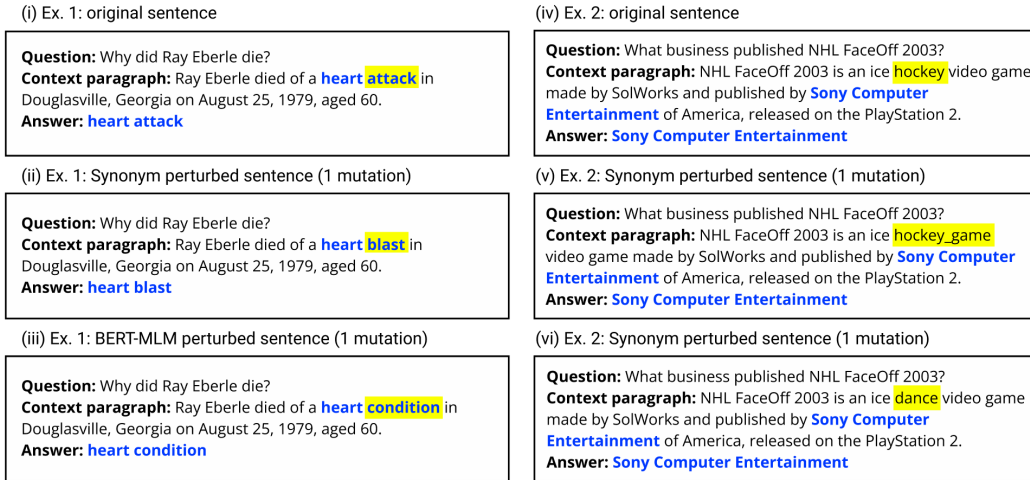 (i) Ex. 1: original sentence
Question: Why did Ray Eberle die?
Context paragraph: Ray Eberle died of a heart attack in
Douglasville, Georgia on August 25, 1979, aged 60.
Answer: heart attack
(ii) Ex. 1: Synonym perturbed sentence (1 mutation)
Question: Why did Ray Eberle die?
Context paragraph: Ray Eberle died of a heart blast in
Douglasville, Georgia on August 25, 1979, aged 60.
Answer: heart blast
(iii) Ex. 1: BERT-MLM perturbed sentence (1 mutation)
Question: Why did Ray Eberle die?
Context paragraph: Ray Eberle died of a heart condition in
Douglasville, Georgia on August 25, 1979, aged 60.
Answer: heart condition
(iv) Ex. 2: original sentence
Question: What business published NHL FaceOff 2003?
Context paragraph: NHL FaceOff 2003 is an ice hockey video game
made by SolWorks and published by Sony Computer
Entertainment of America, released on the PlayStation 2.
Answer: Sony Computer Entertainment
(v) Ex. 2: Synonym perturbed sentence (1 mutation)
Question: What business published NHL FaceOff 2003?
Context paragraph: NHL FaceOff 2003 is an ice hockey_game
video game made by SolWorks and published by Sony Computer
Entertainment of America, released on the PlayStation 2.
Answer: Sony Computer Entertainment
(vi) Ex. 2: Synonym perturbed sentence (1 mutation)
Question: What business published NHL FaceOff 2003?
Context paragraph: NHL FaceOff 2003 is an ice dance video game
made by SolWorks and published by Sony Computer
Entertainment of America, released on the PlayStation 2.
Answer: Sony Computer Entertainment